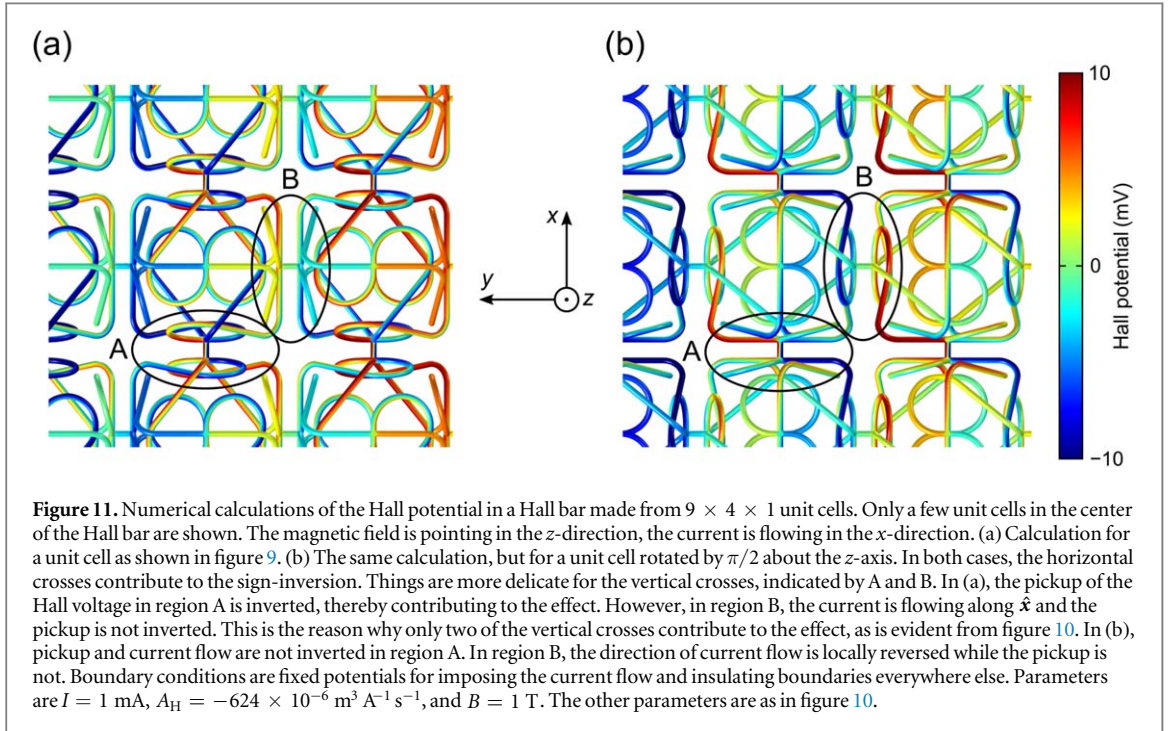 (a)
(b)
B
A
x
y
z
B
A
10
0
−10
Hall potential (mV)
Figure 11. Numerical calculations of the Hall potential in a Hall bar made from 9 × 4 × 1 unit cells. Only a few unit cells in the center
of the Hall bar are shown. The magnetic field is pointing in the z-direction, the current is flowing in the x-direction. (a) Calculation for
a unit cell as shown in figure 9. (b) The same calculation, but for a unit cell rotated by π/2 about the z-axis. In both cases, the horizontal
crosses contribute to the sign-inversion. Things are more delicate for the vertical crosses, indicated by A and B. In (a), the pickup of the
Hall voltage in region A is inverted, thereby contributing to the effect. However, in region B, the current is flowing along x̂ and the
pickup is not inverted. This is the reason why only two of the vertical crosses contribute to the effect, as is evident from figure 10. In (b),
pickup and current flow are not inverted in region A. In region B, the direction of current flow is locally reversed while the pickup is
not. Boundary conditions are fixed potentials for imposing the current flow and insulating boundaries everywhere else. Parameters
are I = 1 mA, A_H = −624 × 10⁻⁶ m³ A⁻¹ s⁻¹, and B = 1 T. The other parameters are as in figure 10.